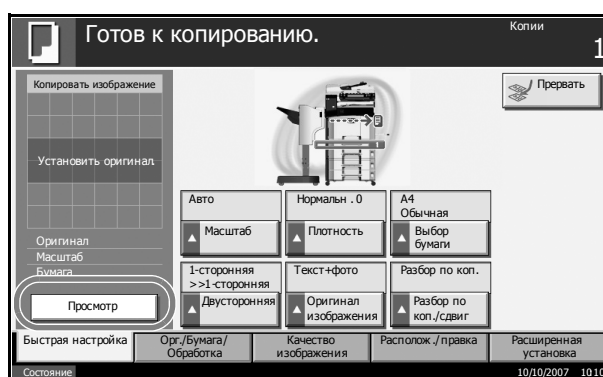 Готов к копированию.
Копии
1
Копировать изображение
Установить оригинал
Оригинал
Масштаб
Бумага
Просмотр
Прервать
1
Авто
Масштаб
Нормальн . 0
Плотность
A4
Обычная
Выбор
бумаги
1-сторонняя
>>1-сторонняя
Двусторонняя
Текст+фото
Оригинал
изображения
Разбор по коп.
Разбор по
коп./сдвиг
Быстрая настройка
Орг./Бумага/
Обработка
Качество
изображения
Располож./правка
Расширенная
установка
Состояние
10/10/2007 1010